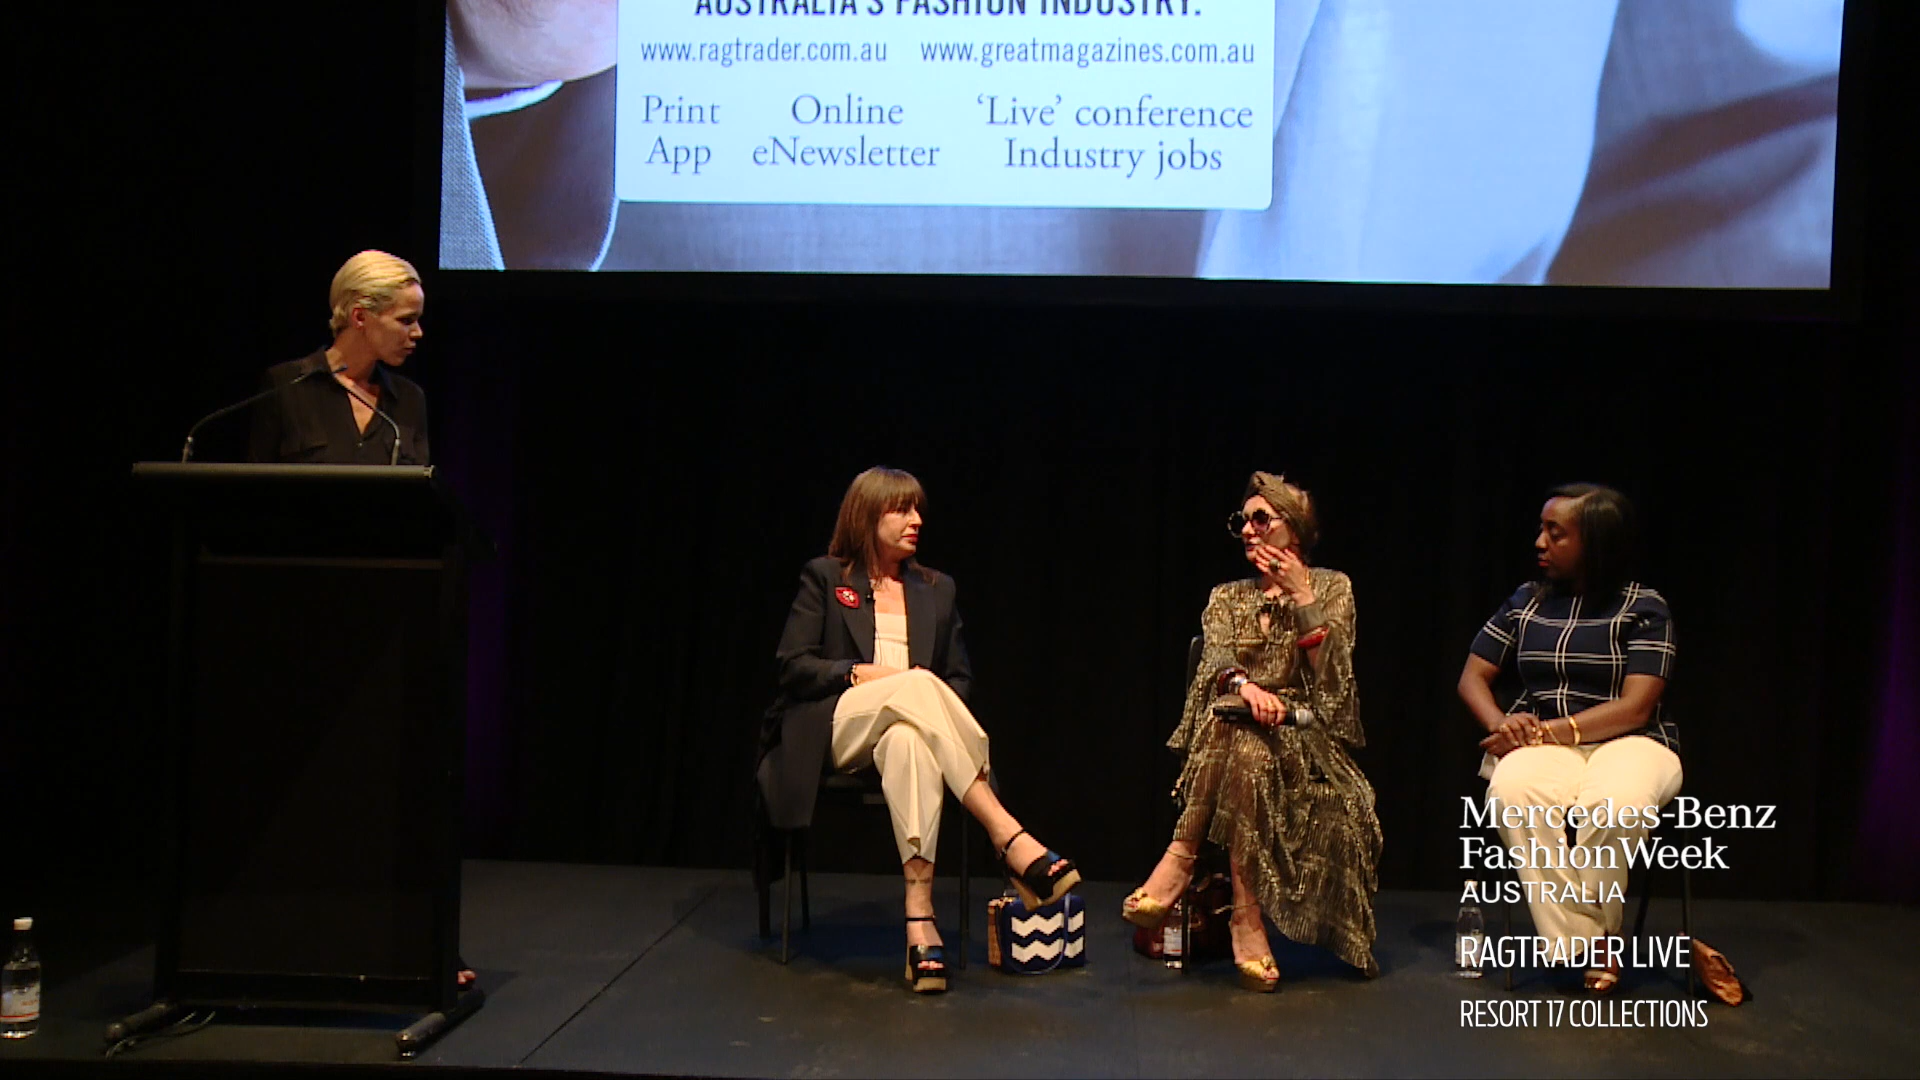 AUSTRALIA'S FASHION INDUSTRY.
www.ragtrader.com.au www.greatmagazines.com.au
Print Online 'Live' conference
App eNewsletter Industry jobs
Mercedes-Benz
FashionWeek
AUSTRALIA
RAGTRADER LIVE
RESORT 17 COLLECTIONS